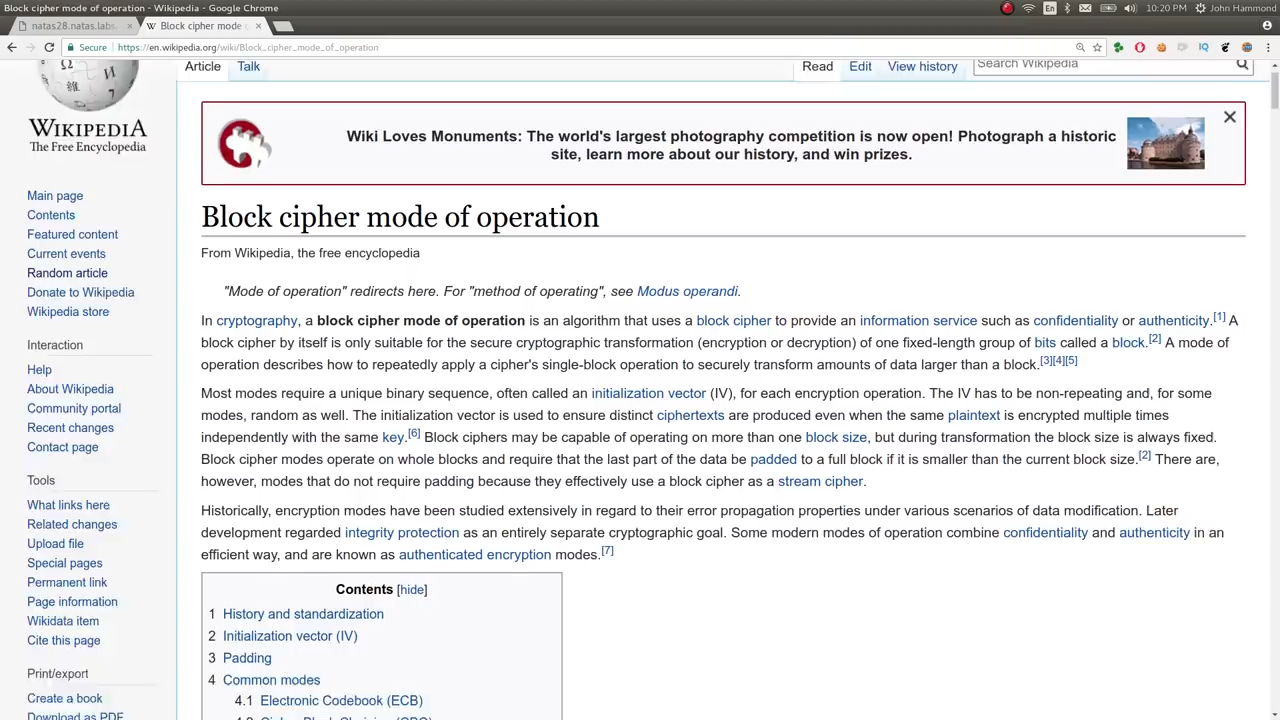 Block cipher mode of operation - Wikipedia - Google Chrome
En
10:20 PM
John Hammond
natas28.natas.labs
Block cipher mode
Secure
https://en.wikipedia.org/wiki/Block_cipher_mode_of_operation
Article
Talk
Read
Edit
View history
Search Wikipedia
WIKIPEDIA
The Free Encyclopedia
Main page
Contents
Featured content
Current events
Random article
Donate to Wikipedia
Wikipedia store
Interaction
Help
About Wikipedia
Community portal
Recent changes
Contact page
Tools
What links here
Related changes
Upload file
Special pages
Permanent link
Page information
Wikidata item
Cite this page
Print/export
Create a book
Download as PDF
Wiki Loves Monuments: The world's largest photography competition is now open! Photograph a historic
site, learn more about our history, and win prizes.
Block cipher mode of operation
From Wikipedia, the free encyclopedia
"Mode of operation" redirects here. For "method of operating", see Modus operandi.
In cryptography, a block cipher mode of operation is an algorithm that uses a block cipher to provide an information service such as confidentiality or authenticity.[1] A
block cipher by itself is only suitable for the secure cryptographic transformation (encryption or decryption) of one fixed-length group of bits called a block.[2] A mode of
operation describes how to repeatedly apply a cipher's single-block operation to securely transform amounts of data larger than a block.[3][4][5]
Most modes require a unique binary sequence, often called an initialization vector (IV), for each encryption operation. The IV has to be non-repeating and, for some
modes, random as well. The initialization vector is used to ensure distinct ciphertexts are produced even when the same plaintext is encrypted multiple times
independently with the same key.[6] Block ciphers may be capable of operating on more than one block size, but during transformation the block size is always fixed.
Block cipher modes operate on whole blocks and require that the last part of the data be padded to a full block if it is smaller than the current block size.[2] There are,
however, modes that do not require padding because they effectively use a block cipher as a stream cipher.
Historically, encryption modes have been studied extensively in regard to their error propagation properties under various scenarios of data modification. Later
development regarded integrity protection as an entirely separate cryptographic goal. Some modern modes of operation combine confidentiality and authenticity in an
efficient way, and are known as authenticated encryption modes.[7]
Contents [hide]
1 History and standardization
2 Initialization vector (IV)
3 Padding
4 Common modes
4.1 Electronic Codebook (ECB)